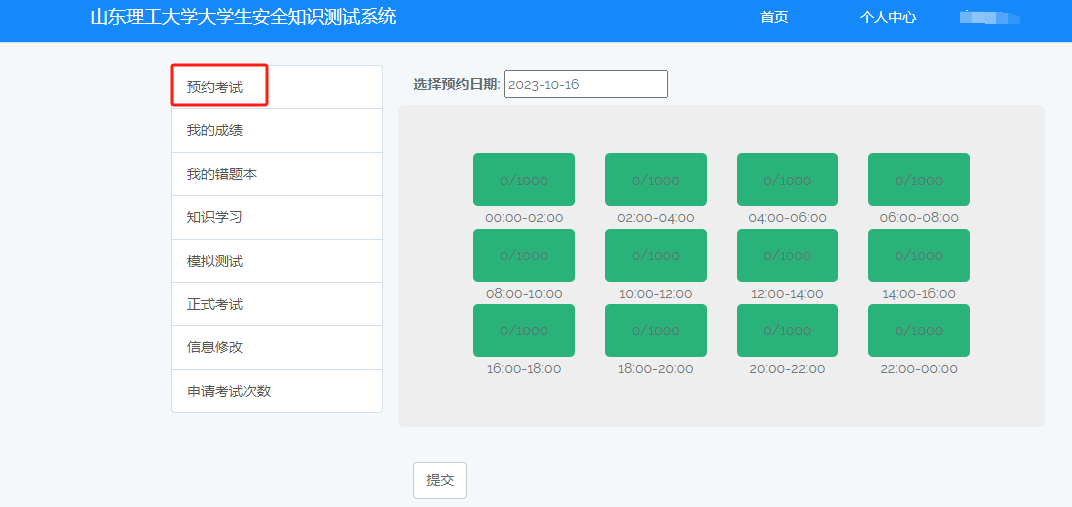 山东理工大学大学生安全知识测试系统 首页 个人中心
预约考试
我的成绩
我的错题本
知识学习
模拟测试
正式考试
信息修改
申请考试次数
选择预约日期: 2023-10-16
0/1000 0/1000 0/1000 0/1000
00:00-02:00 02:00-04:00 04:00-06:00 06:00-08:00
0/1000 0/1000 0/1000 0/1000
08:00-10:00 10:00-12:00 12:00-14:00 14:00-16:00
0/1000 0/1000 0/1000 0/1000
16:00-18:00 18:00-20:00 20:00-22:00 22:00-00:00
提交